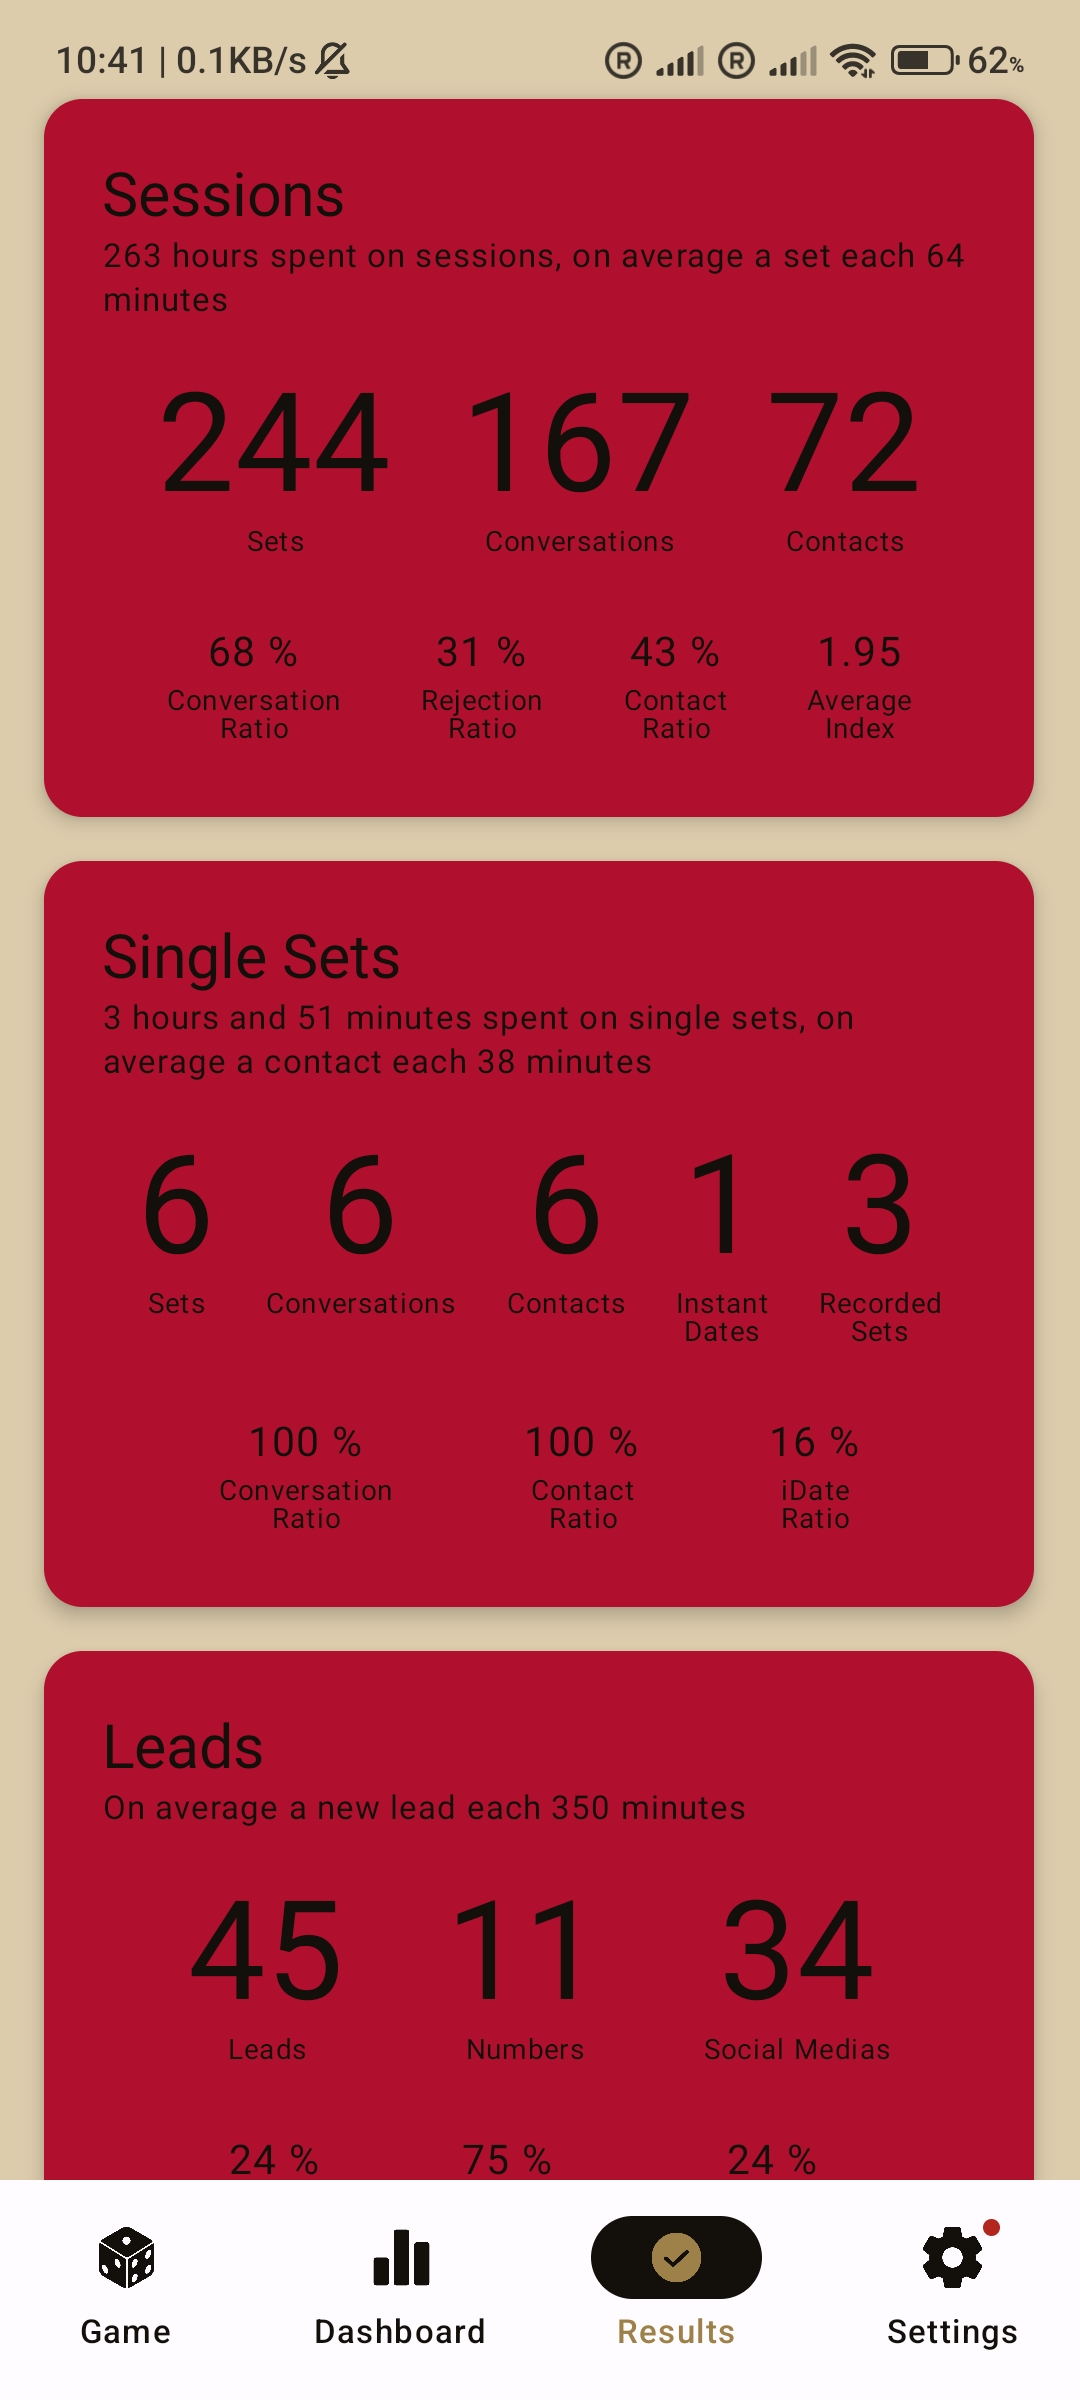 10:41 | 0.1KB/s R R 62%
Sessions
263 hours spent on sessions, on average a set each 64
minutes
244 167 72
Sets Conversations Contacts
68 % 31 % 43 % 1.95
Conversation Rejection Contact Average
Ratio Ratio Ratio Index
Single Sets
3 hours and 51 minutes spent on single sets, on
average a contact each 38 minutes
6 6 6 1 3
Sets Conversations Contacts Instant Recorded
Dates Sets
100 % 100 % 16 %
Conversation Contact iDate
Ratio Ratio Ratio
Leads
On average a new lead each 350 minutes
45 11 34
Leads Numbers Social Medias
24 % 75 % 24 %
Game Dashboard Results Settings